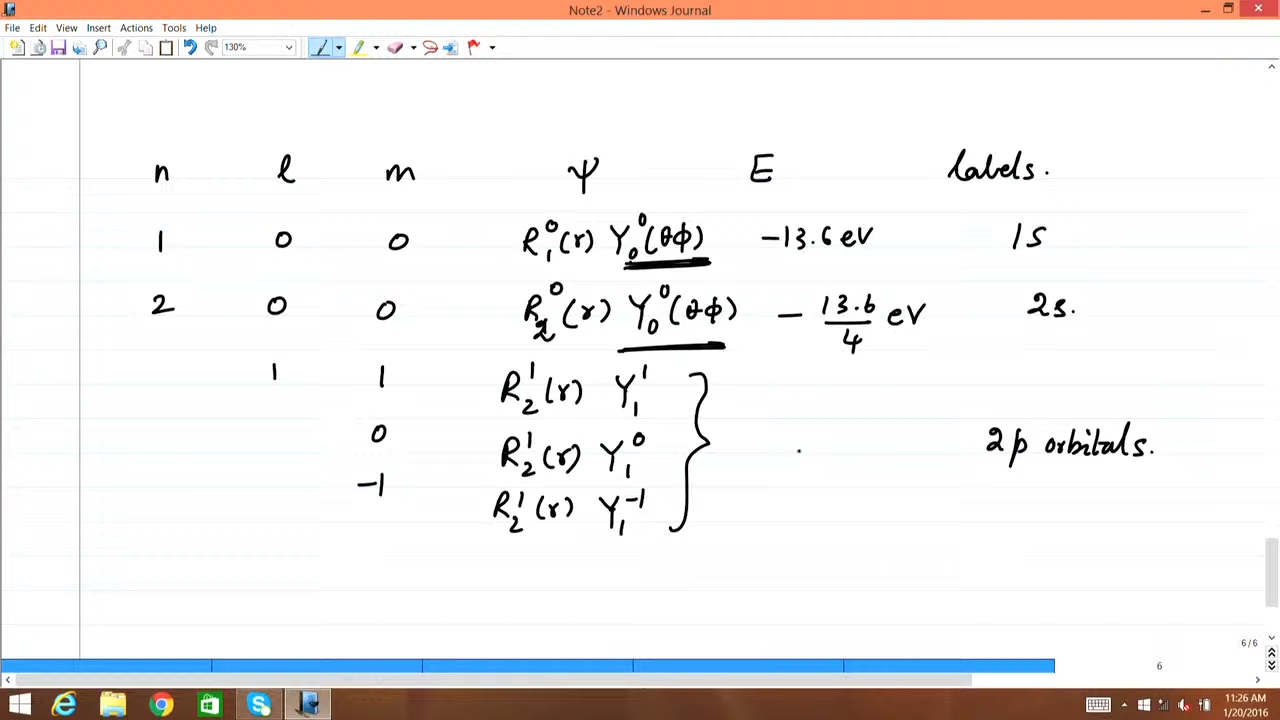 Note2 - Windows Journal
File Edit View Insert Actions Tools Help
130%
n l m ψ E labels.
1 0 0 R₁⁰(r) Y₀⁰(θφ) -13.6 eV 1S
2 0 0 R₂⁰(r) Y₀⁰(θφ) - 13.6/4 eV 2s.
1 1 R₂¹(r) Y₁¹
0 R₂¹(r) Y₁⁰ 2p orbitals.
-1 R₂¹(r) Y₁⁻¹
6/6
6
11:26 AM
1/20/2016